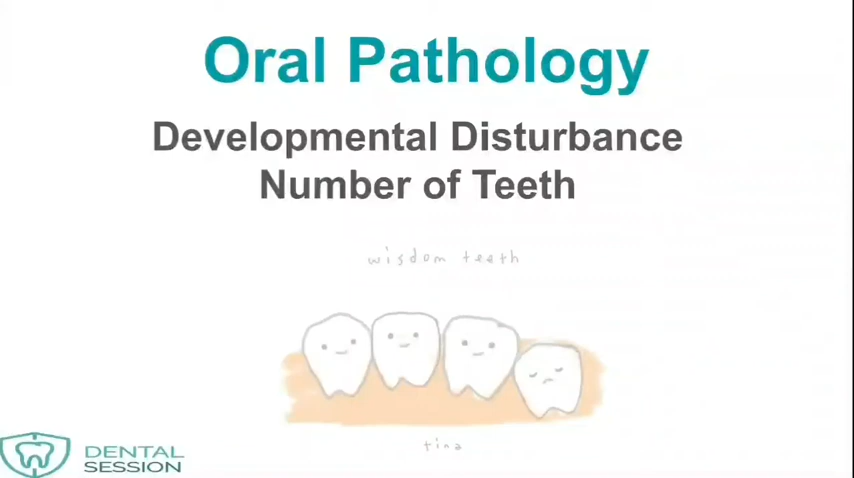 Oral Pathology
Developmental Disturbance
Number of Teeth
wisdom teeth
tina
DENTAL
SESSION